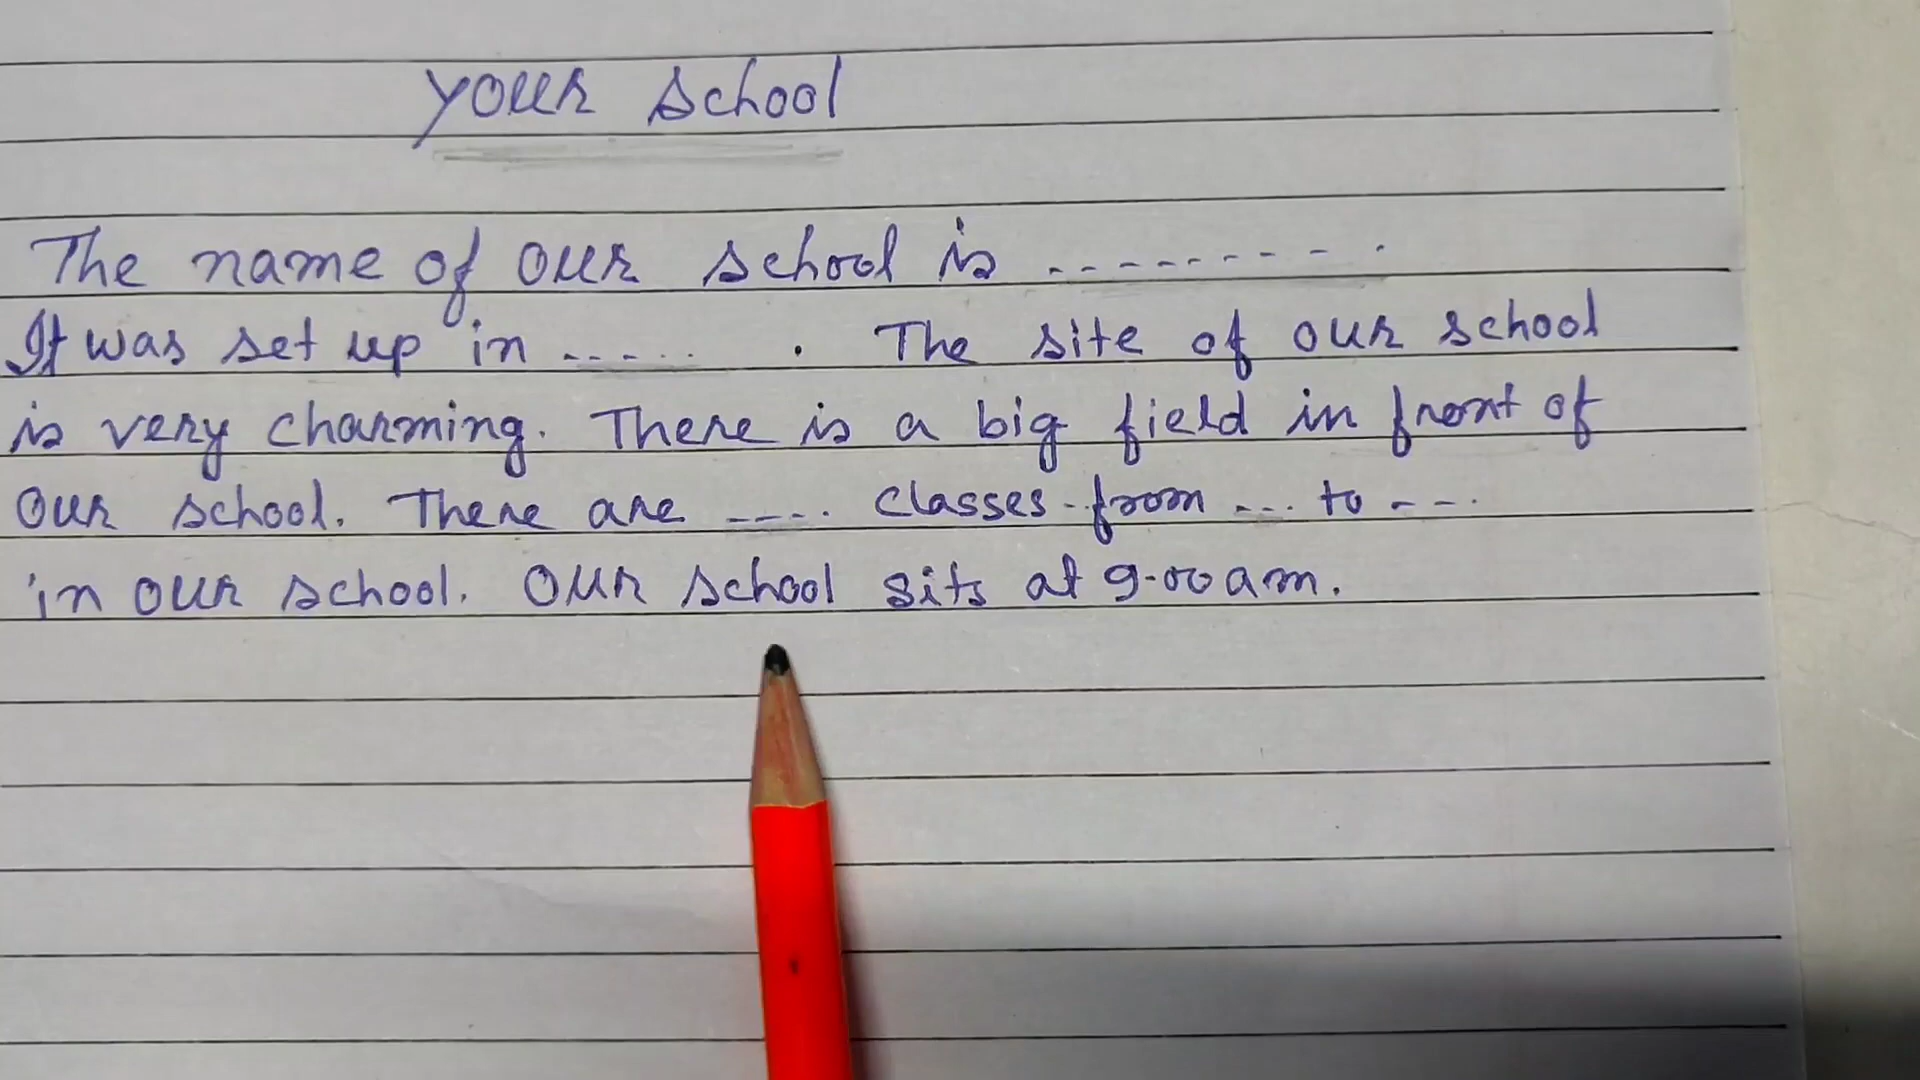 Your School
The name of our school is .........
It was set up in ...... . The site of our school
is very charming. There is a big field in front of
our school. There are ..... classes from ... to ....
in our school. Our school sits at 9.00 am.